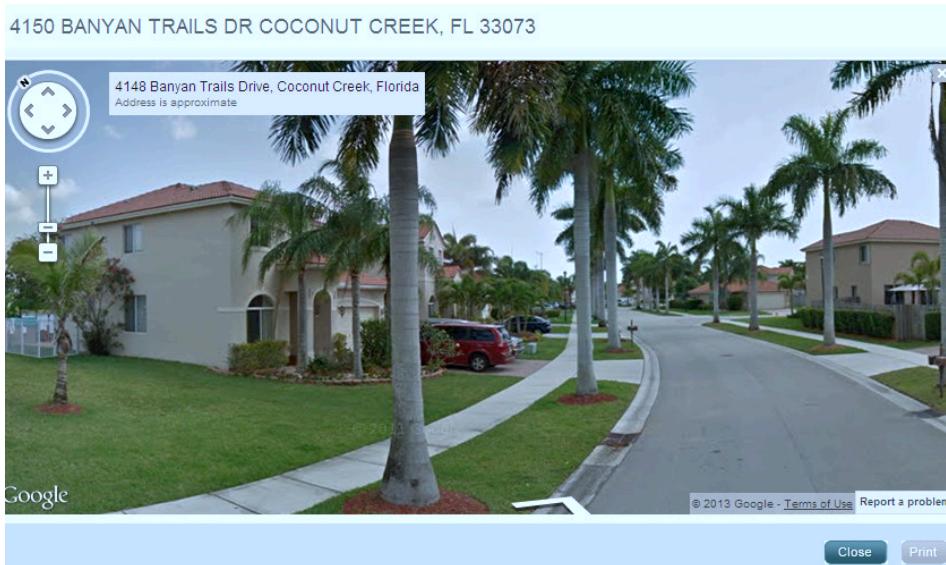 4150 BANYAN TRAILS DR COCONUT CREEK, FL 33073
N
4148 Banyan Trails Drive, Coconut Creek, Florida
Address is approximate
Google
© 2013 Google - Terms of Use
Report a problem
Close
Print